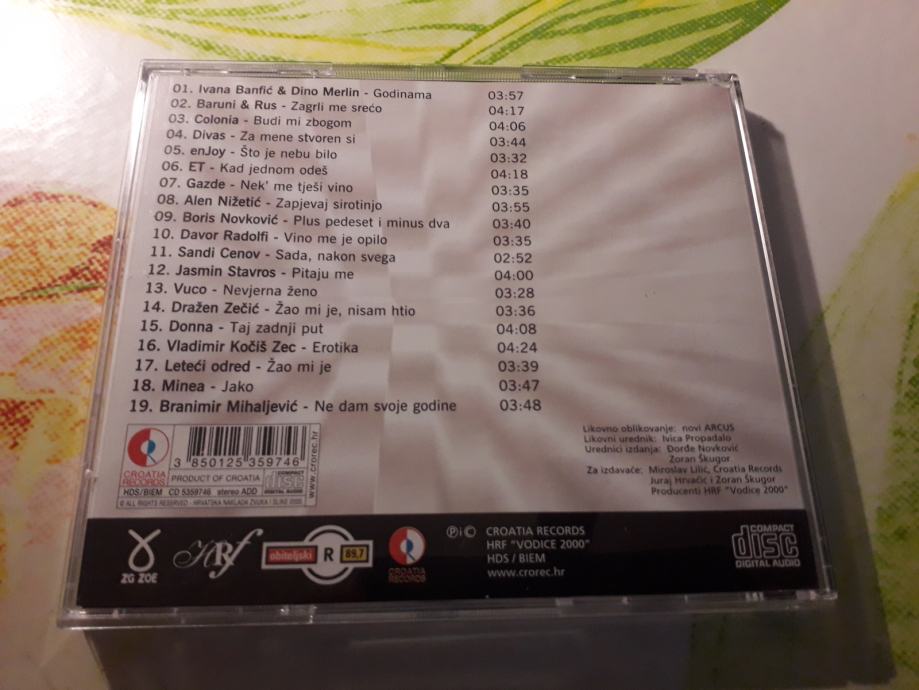 01. Ivana Banfić & Dino Merlin - Godinama 03:57
02. Baruni & Rus - Zagrli me srećo 04:17
03. Colonia - Budi mi zbogom 04:06
04. Divas - Za mene stvoren si 03:44
05. enJoy - Što je nebu bilo 03:32
06. ET - Kad jednom odeš 04:18
07. Gazde - Nek' me tješi vino 03:35
08. Alen Nižetić - Zapjevaj sirotinjo 03:55
09. Boris Novković - Plus pedeset i minus dva 03:40
10. Davor Radolfi - Vino me je opilo 03:35
11. Sandi Cenov - Sada, nakon svega 02:52
12. Jasmin Stavros - Pitaju me 04:00
13. Vuco - Nevjerna ženo 03:28
14. Dražen Zečić - Žao mi je, nisam htio 03:36
15. Donna - Taj zadnji put 04:08
16. Vladimir Kočiš Zec - Erotika 04:24
17. Leteći odred - Žao mi je 03:39
18. Minea - Jako 03:47
19. Branimir Mihaljević - Ne dam svoje godine 03:48
Likovno oblikovanje: novi ARCUS
Likovni urednik: Ivica Propadalo
Urednici izdanja: Đorđe Novković
Zoran Škugor
Za izdavače: Miroslav Lilić, Croatia Records
Juraj Hrvačić i Zoran Škugor
Producenti HRF "Vodice 2000"
CROATIA RECORDS
3 850125 359746
www.crorec.hr
PRODUCT OF CROATIA
COMPACT disc DIGITAL AUDIO
HDS/BIEM CD 5359746 stereo ADD
© ALL RIGHTS RESERVED - HRVATSKA NAKLADA ZVUKA I SLIKE 2000.
ZG ZOE
HRf
obiteljski R 89,7
CROATIA RECORDS
℗i© CROATIA RECORDS
HRF "VODICE 2000"
HDS / BIEM
www.crorec.hr
COMPACT disc DIGITAL AUDIO